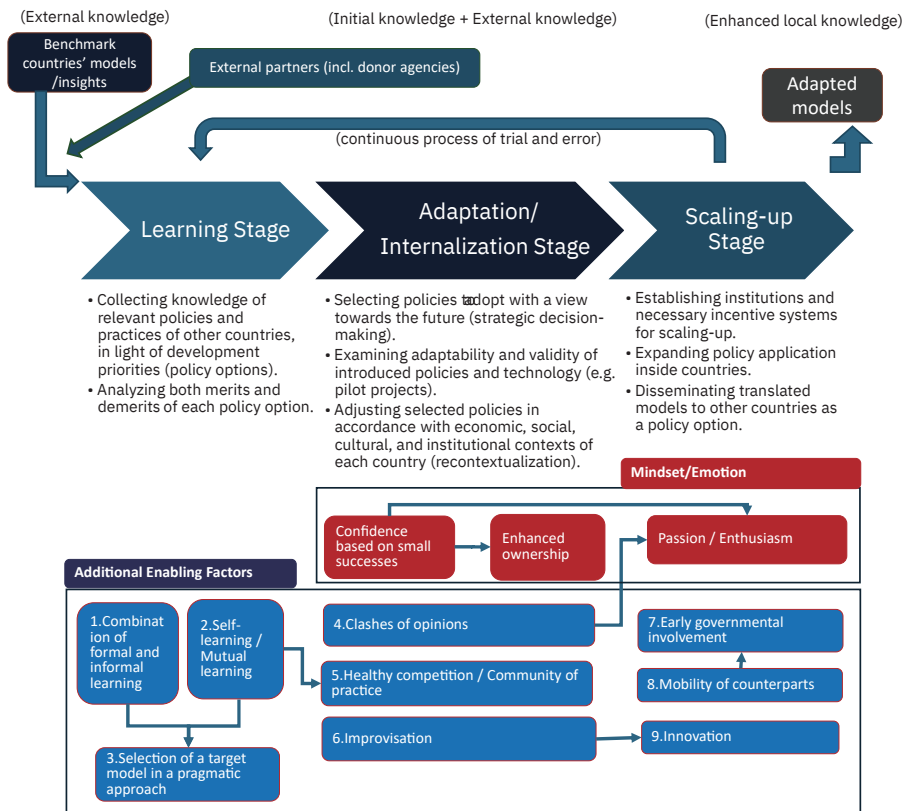 (External knowledge)
(Initial knowledge + External knowledge)
(Enhanced local knowledge)
Benchmark
countries' models
/insights
External partners (incl. donor agencies)
Adapted
models
(continuous process of trial and error)
Learning Stage
Adaptation/
Internalization Stage
Scaling-up
Stage
• Collecting knowledge of
relevant policies and
practices of other countries,
in light of development
priorities (policy options).
• Analyzing both merits and
demerits of each policy option.
• Selecting policies to adopt with a view
towards the future (strategic decision-
making).
• Examining adaptability and validity of
introduced policies and technology (e.g.
pilot projects).
• Adjusting selected policies in
accordance with economic, social,
cultural, and institutional contexts of
each country (recontextualization).
• Establishing institutions and
necessary incentive systems
for scaling-up.
• Expanding policy application
inside countries.
• Disseminating translated
models to other countries as
a policy option.
Mindset/Emotion
Confidence
based on small
successes
Enhanced
ownership
Passion / Enthusiasm
Additional Enabling Factors
1.Combinat
ion of
formal and
informal
learning
2.Self-
learning /
Mutual
learning
3.Selection of a target
model in a pragmatic
approach
4.Clashes of opinions
5.Healthy competition / Community of
practice
6.Improvisation
7.Early governmental
involvement
8.Mobility of counterparts
9.Innovation